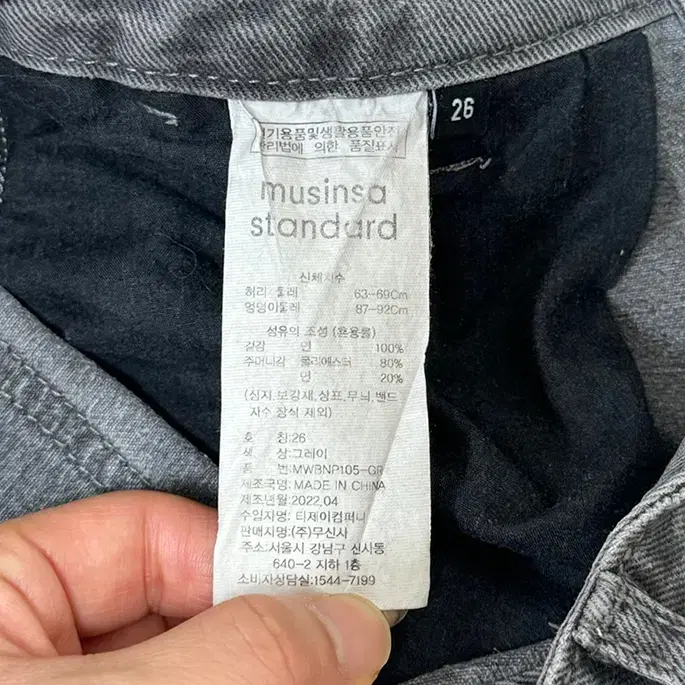 26
기용품및생활용품안전
관리법에 의한 품질표시
musinsa
standard
신체치수
허리 둘레 63-69Cm
엉덩이둘레 87-92Cm
섬유의 조성 (혼용률)
겉감 면 100%
주머니감 폴리에스터 80%
면 20%
(심지,보강재,상표,무늬,밴드
자수 장식 제외)
호 칭:26
색 상:그레이
품 번:MWBNP105-GR
제조국명: MADE IN CHINA
제조년월:2022.04
수입자명: 티제이컴퍼니
판매자명:(주)무신사
주소:서울시 강남구 신사동
640-2 지하 1층
소비자상담실:1544-7199